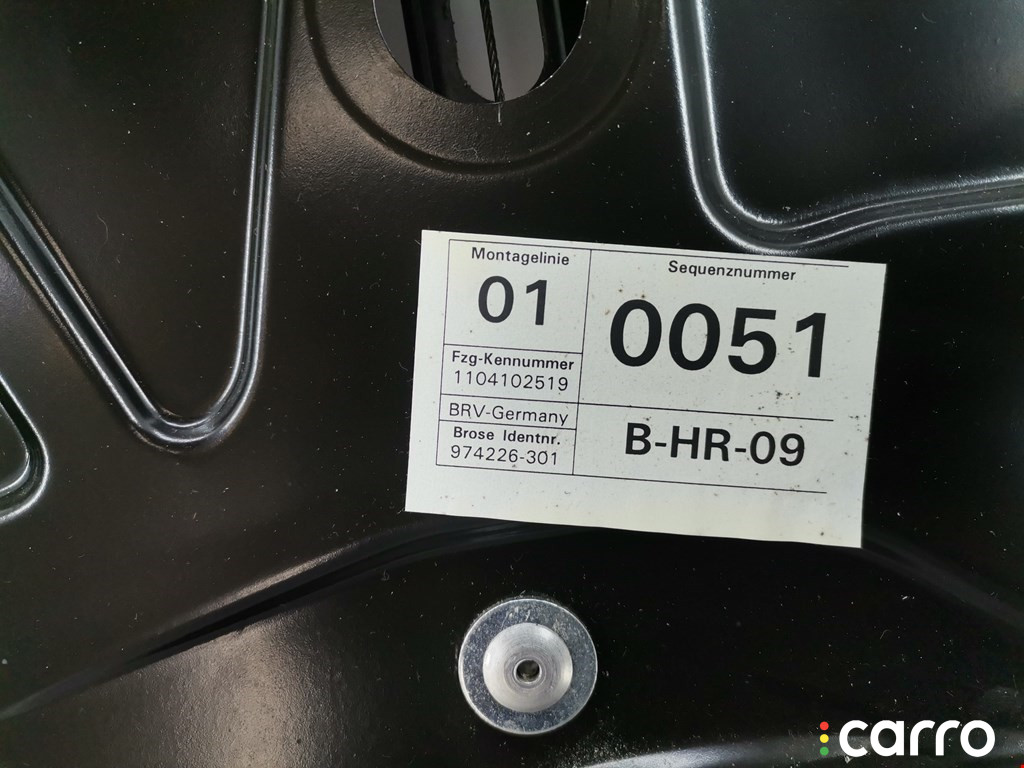 Montagelinie
01
Sequenznummer
0051
Fzg-Kennummer
1104102519
BRV-Germany
Brose Identnr.
974226-301
B-HR-09
carro